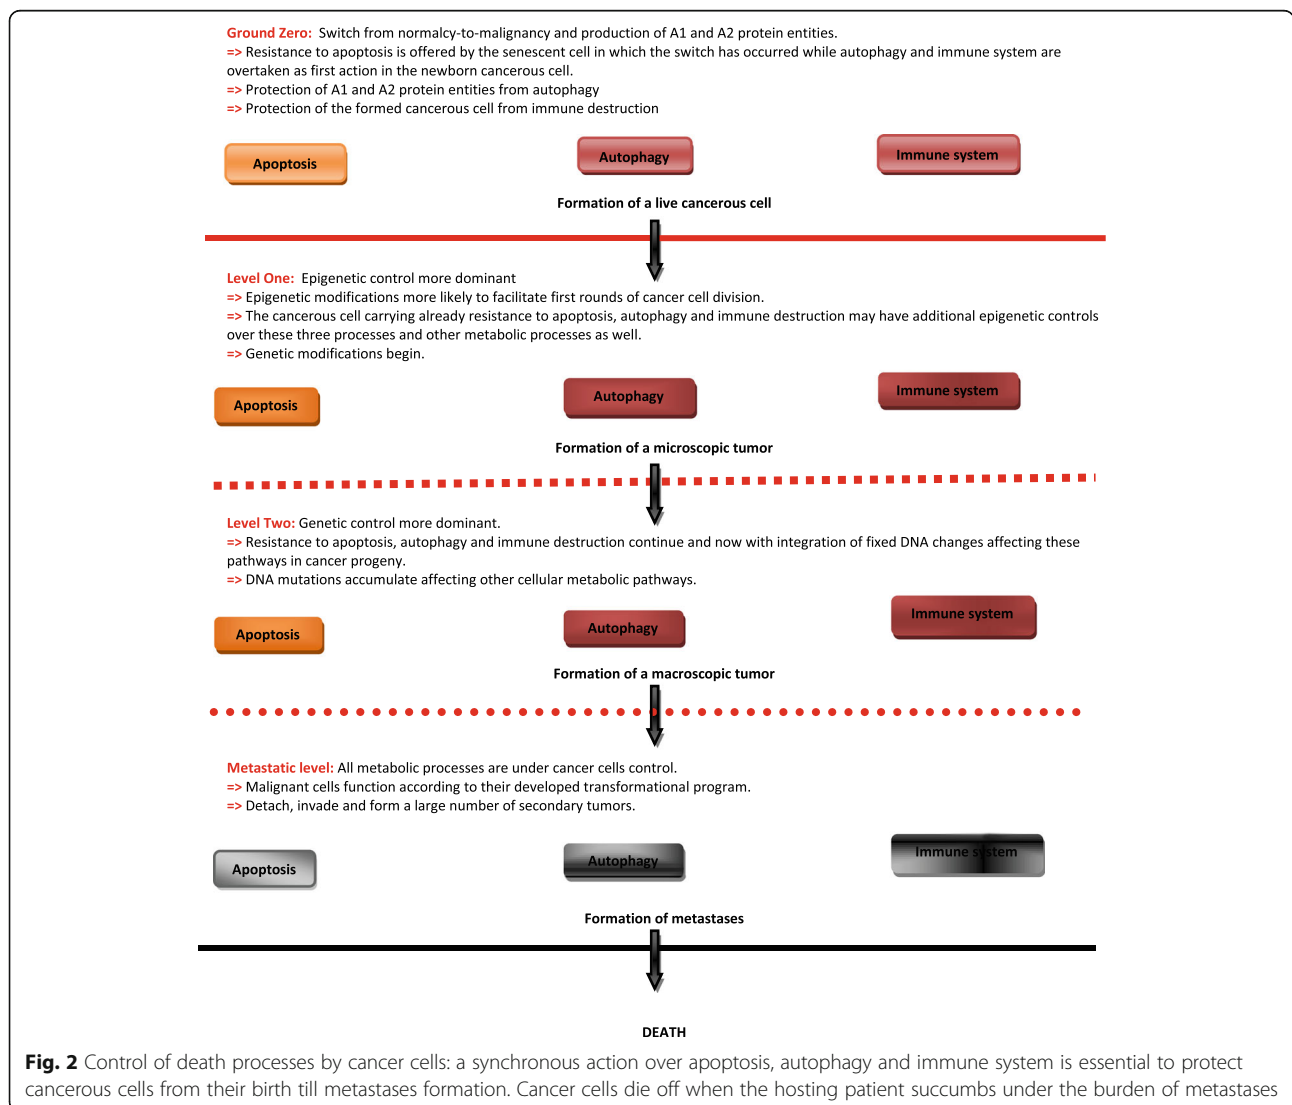 Ground Zero: Switch from normalcy-to-malignancy and production of A1 and A2 protein entities.
=> Resistance to apoptosis is offered by the senescent cell in which the switch has occurred while autophagy and immune system are
overtaken as first action in the newborn cancerous cell.
=> Protection of A1 and A2 protein entities from autophagy
=> Protection of the formed cancerous cell from immune destruction
Apoptosis
Autophagy
Immune system
Formation of a live cancerous cell
Level One: Epigenetic control more dominant
=> Epigenetic modifications more likely to facilitate first rounds of cancer cell division.
=> The cancerous cell carrying already resistance to apoptosis, autophagy and immune destruction may have additional epigenetic controls
over these three processes and other metabolic processes as well.
=> Genetic modifications begin.
Apoptosis
Autophagy
Immune system
Formation of a microscopic tumor
Level Two: Genetic control more dominant.
=> Resistance to apoptosis, autophagy and immune destruction continue and now with integration of fixed DNA changes affecting these
pathways in cancer progeny.
=> DNA mutations accumulate affecting other cellular metabolic pathways.
Apoptosis
Autophagy
Immune system
Formation of a macroscopic tumor
Metastatic level: All metabolic processes are under cancer cells control.
=> Malignant cells function according to their developed transformational program.
=> Detach, invade and form a large number of secondary tumors.
Apoptosis
Autophagy
Immune system
Formation of metastases
DEATH
Fig. 2 Control of death processes by cancer cells: a synchronous action over apoptosis, autophagy and immune system is essential to protect
cancerous cells from their birth till metastases formation. Cancer cells die off when the hosting patient succumbs under the burden of metastases